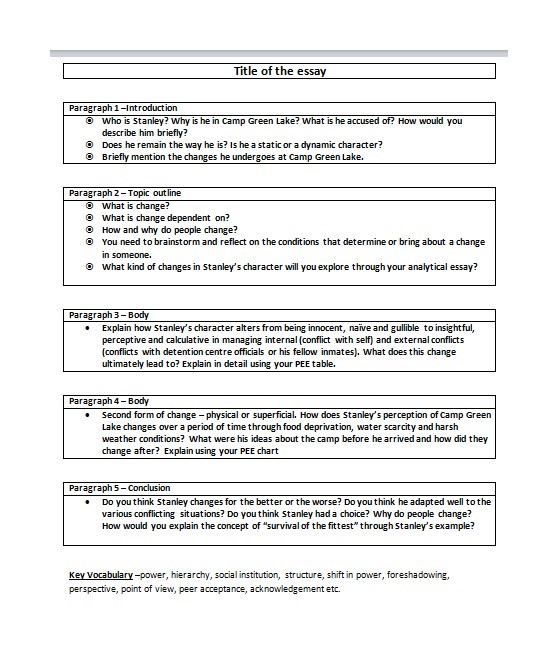 Title of the essay
Paragraph 1 –Introduction
◉ Who is Stanley? Why is he in Camp Green Lake? What is he accused of? How would you
describe him briefly?
◉ Does he remain the way he is? Is he a static or a dynamic character?
◉ Briefly mention the changes he undergoes at Camp Green Lake.
Paragraph 2 – Topic outline
◉ What is change?
◉ What is change dependent on?
◉ How and why do people change?
◉ You need to brainstorm and reflect on the conditions that determine or bring about a change
in someone.
◉ What kind of changes in Stanley's character will you explore through your analytical essay?
Paragraph 3 – Body
• Explain how Stanley's character alters from being innocent, naïve and gullible to insightful,
perceptive and calculative in managing internal (conflict with self) and external conflicts
(conflicts with detention centre officials or his fellow inmates). What does this change
ultimately lead to? Explain in detail using your PEE table.
Paragraph 4 – Body
• Second form of change – physical or superficial. How does Stanley's perception of Camp Green
Lake changes over a period of time through food deprivation, water scarcity and harsh
weather conditions? What were his ideas about the camp before he arrived and how did they
change after? Explain using your PEE chart
Paragraph 5 – Conclusion
• Do you think Stanley changes for the better or the worse? Do you think he adapted well to the
various conflicting situations? Do you think Stanley had a choice? Why do people change?
How would you explain the concept of "survival of the fittest" through Stanley's example?
Key Vocabulary –power, hierarchy, social institution, structure, shift in power, foreshadowing,
perspective, point of view, peer acceptance, acknowledgement etc.